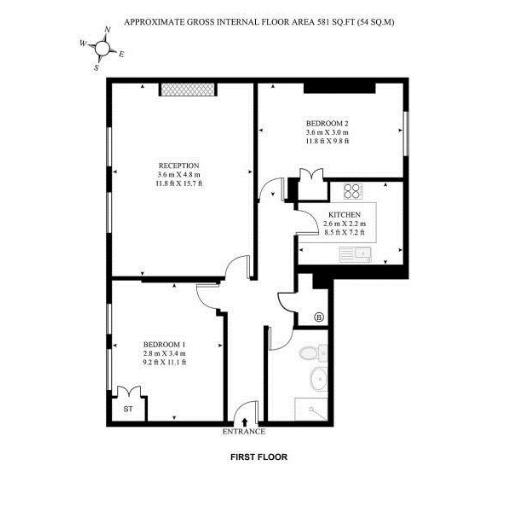 APPROXIMATE GROSS INTERNAL FLOOR AREA 581 SQ.FT (54 SQ.M)
N
W
E
S
BEDROOM 2
3.6 m X 3.0 m
11.8 ft X 9.8 ft
RECEPTION
3.6 m X 4.8 m
11.8 ft X 15.7 ft
KITCHEN
2.6 m X 2.2 m
8.5 ft X 7.2 ft
B
BEDROOM 1
2.8 m X 3.4 m
9.2 ft X 11.1 ft
ST
ENTRANCE
FIRST FLOOR